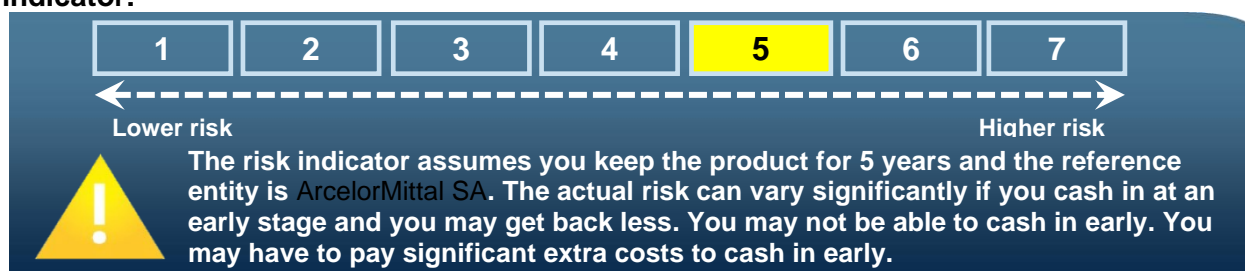 indicator:
1 2 3 4 5 6 7
Lower risk Higher risk
The risk indicator assumes you keep the product for 5 years and the reference
entity is ArcelorMittal SA. The actual risk can vary significantly if you cash in at an
early stage and you may get back less. You may not be able to cash in early. You
may have to pay significant extra costs to cash in early.